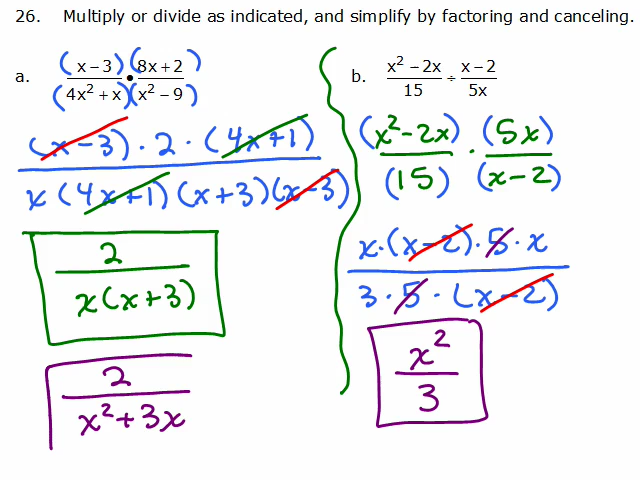 26. Multiply or divide as indicated, and simplify by factoring and canceling.
a. (x − 3)/(4x² + x) • (8x + 2)/(x² − 9)
(x−3) · 2 · (4x+1)
x(4x+1)(x+3)(x−3)
2
x(x+3)
2
x²+3x
b. x² − 2x / 15 ÷ x − 2 / 5x
(x²−2x)/(15) · (5x)/(x−2)
x·(x−2)·5·x
3·5·(x−2)
x²
3